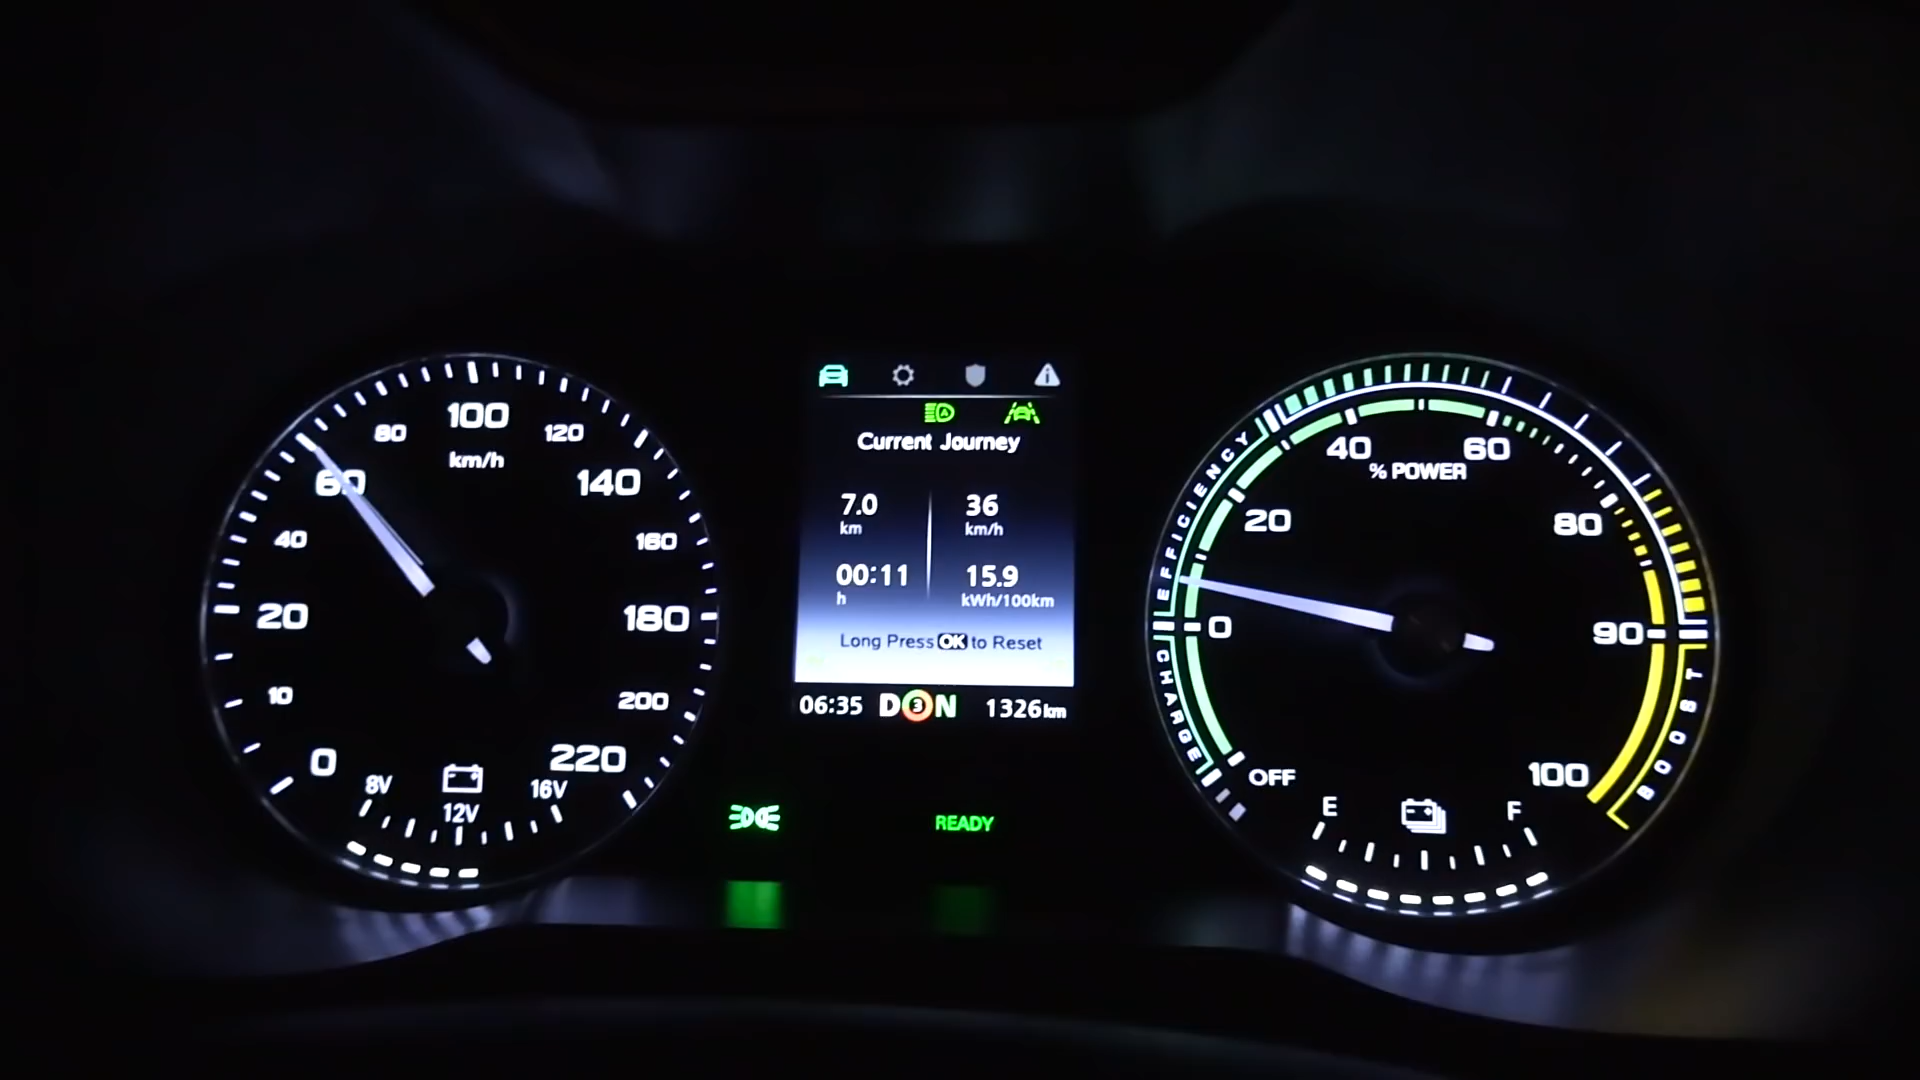 100
80
120
km/h
60
140
40
160
20
180
10
200
0
220
8V
12V
16V
Current Journey
7.0
km
36
km/h
00:11
h
15.9
kWh/100km
Long Press OK to Reset
06:35
D 3 N
1326km
READY
EFFICIENCY
40
60
% POWER
20
80
0
90
CHARGE
BOOST
OFF
100
E
F